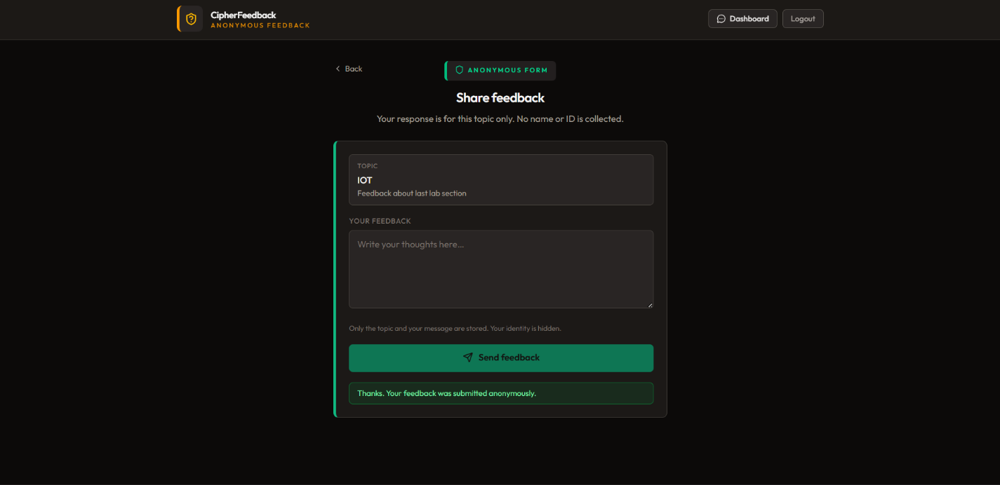 CipherFeedback
ANONYMOUS FEEDBACK
Dashboard
Logout
Back
ANONYMOUS FORM
Share feedback
Your response is for this topic only. No name or ID is collected.
TOPIC
IOT
Feedback about last lab section
YOUR FEEDBACK
Write your thoughts here...
Only the topic and your message are stored. Your identity is hidden.
Send feedback
Thanks. Your feedback was submitted anonymously.